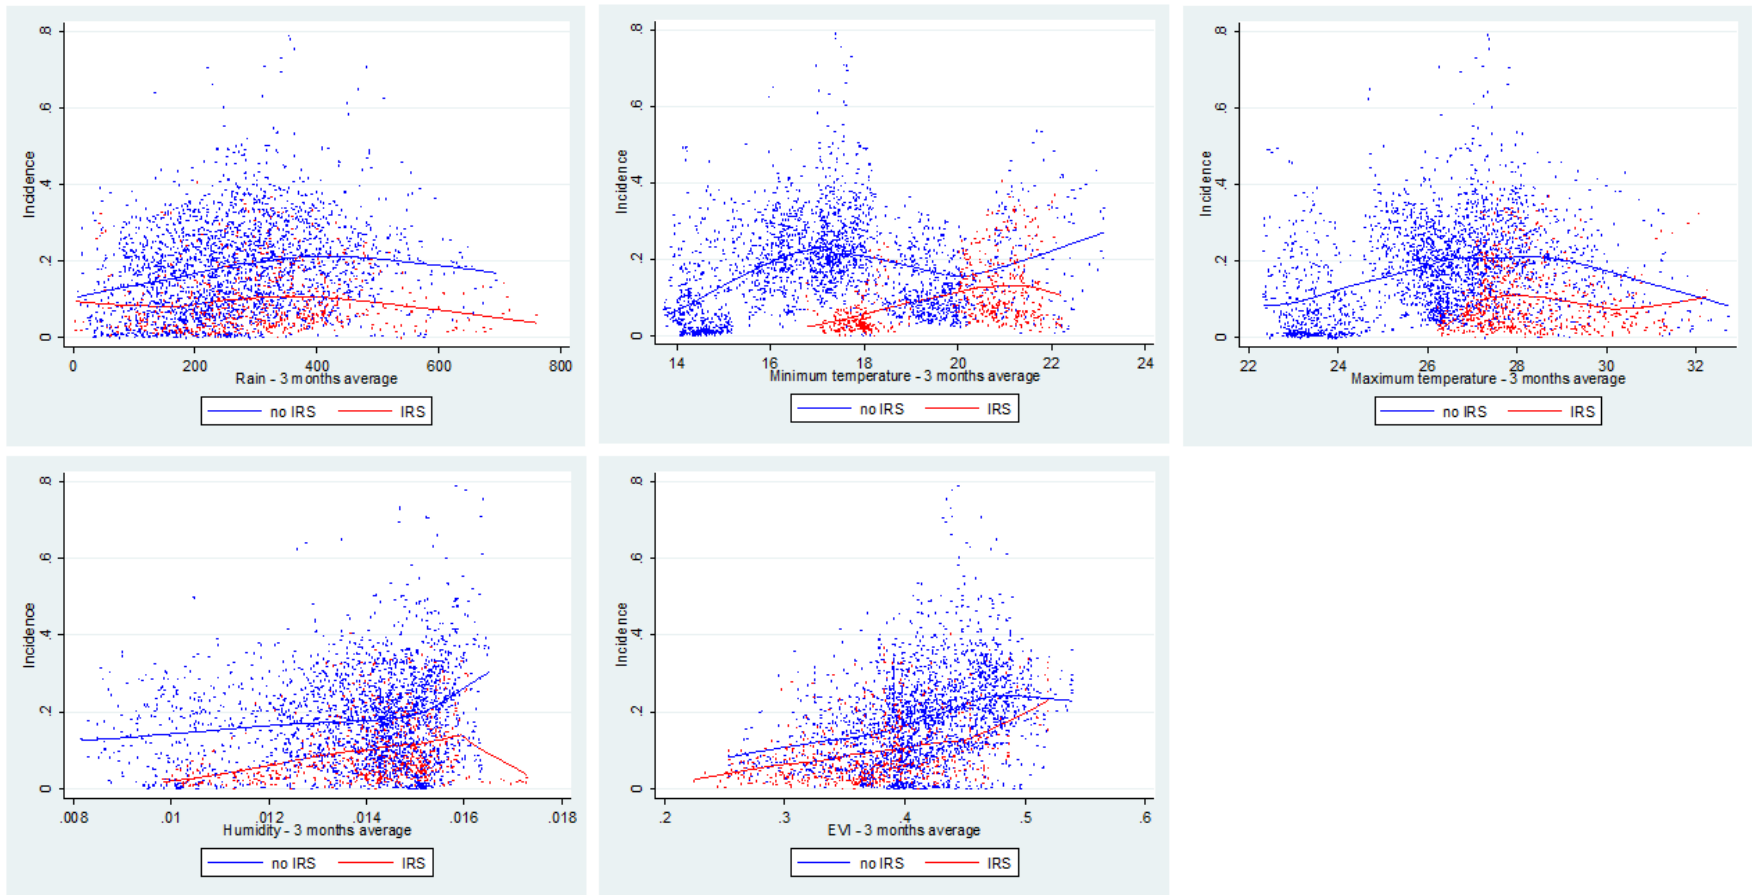 .8
.6
.4
.2
0
Incidence
0 200 400 600 800
Rain - 3 months average
no IRS IRS
.8
.6
.4
.2
0
Incidence
14 16 18 20 22 24
Minimum temperature - 3 months average
no IRS IRS
.8
.6
.4
.2
0
Incidence
22 24 26 28 30 32
Maximum temperature - 3 months average
no IRS IRS
.8
.6
.4
.2
0
Incidence
.008 .01 .012 .014 .016 .018
Humidity - 3 months average
no IRS IRS
.8
.6
.4
.2
0
Incidence
.2 .3 .4 .5 .6
EVI - 3 months average
no IRS IRS